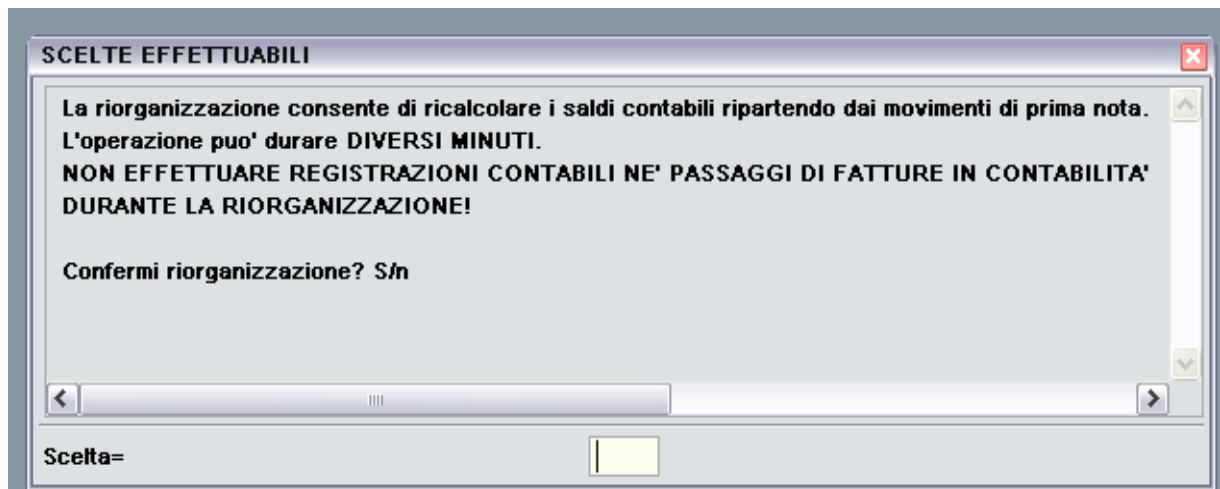 SCELTE EFFETTUABILI
La riorganizzazione consente di ricalcolare i saldi contabili ripartendo dai movimenti di prima nota.
L'operazione puo' durare DIVERSI MINUTI.
NON EFFETTUARE REGISTRAZIONI CONTABILI NE' PASSAGGI DI FATTURE IN CONTABILITA'
DURANTE LA RIORGANIZZAZIONE!
Confermi riorganizzazione? S/n
Scelta=